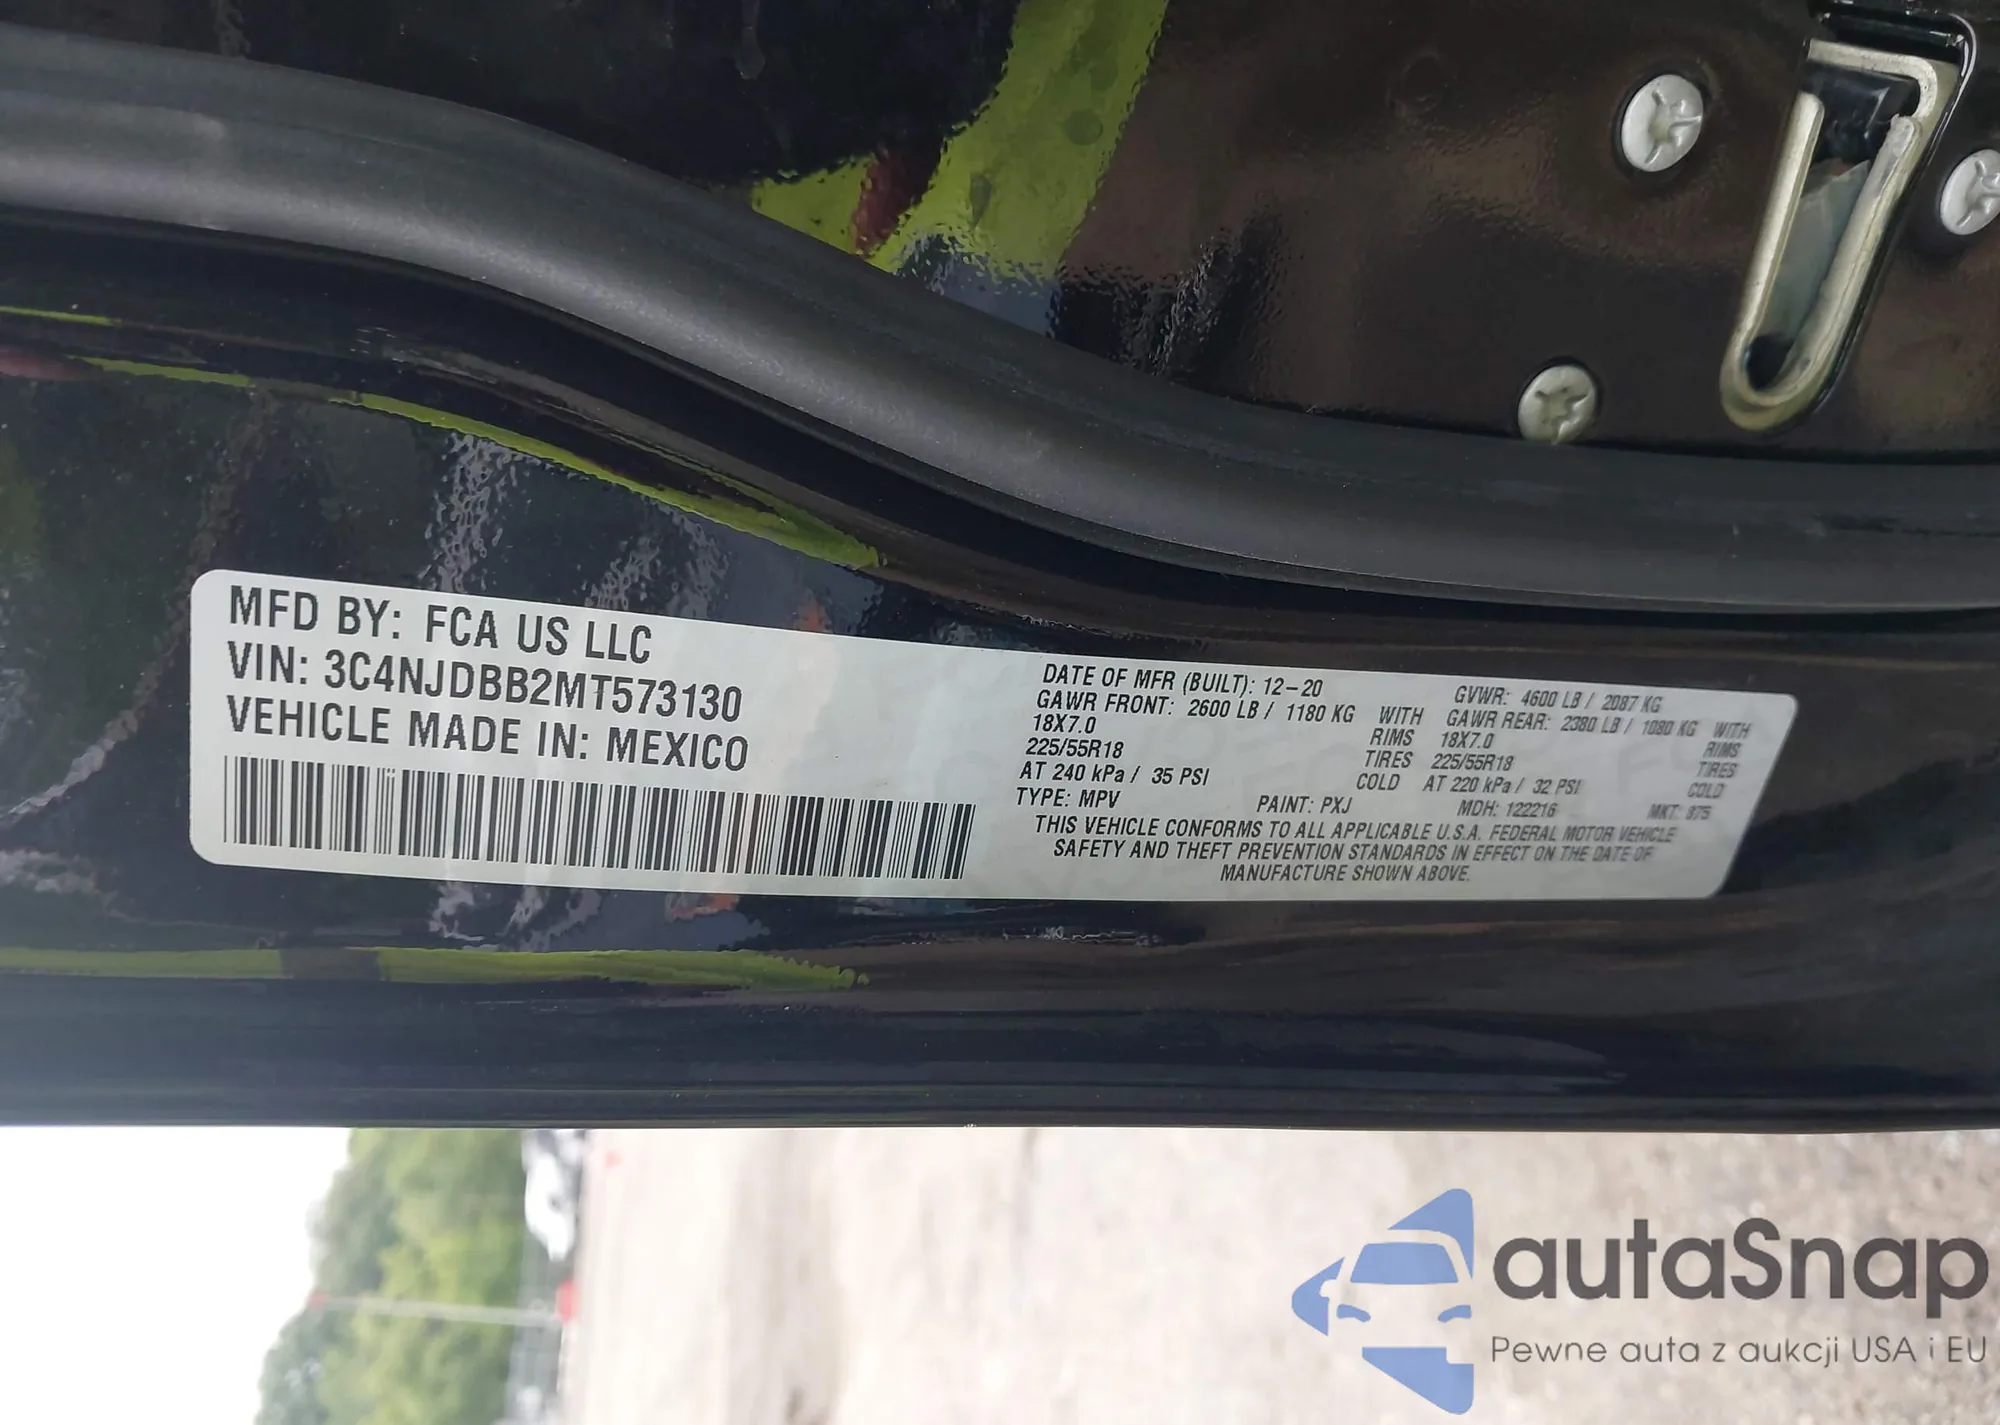 MFD BY: FCA US LLC
VIN: 3C4NJDBB2MT573130
VEHICLE MADE IN: MEXICO
DATE OF MFR (BUILT): 12-20 GVWR: 4600 LB / 2087 KG
GAWR FRONT: 2600 LB / 1180 KG WITH GAWR REAR: 2380 LB / 1080 KG WITH
18X7.0 RIMS 18X7.0 RIMS
225/55R18 TIRES 225/55R18 TIRES
AT 240 kPa / 35 PSI COLD AT 220 kPa / 32 PSI COLD
TYPE: MPV PAINT: PXJ MDH: 122216 MKT: 975
THIS VEHICLE CONFORMS TO ALL APPLICABLE U.S.A. FEDERAL MOTOR VEHICLE
SAFETY AND THEFT PREVENTION STANDARDS IN EFFECT ON THE DATE OF
MANUFACTURE SHOWN ABOVE.
autaSnap
Pewne auta z aukcji USA i EU